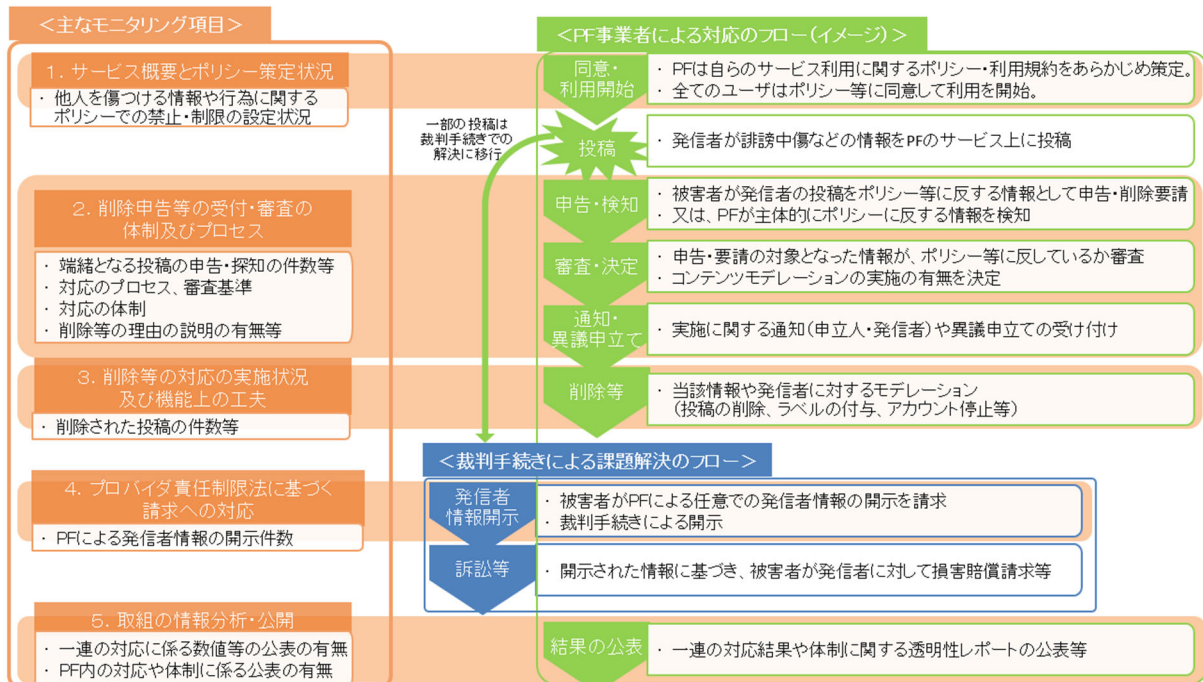 ＜主なモニタリング項目＞
1. サービス概要とポリシー策定状況
・ 他人を傷つける情報や行為に関する
ポリシーでの禁止・制限の設定状況
2. 削除申告等の受付・審査の
体制及びプロセス
・ 端緒となる投稿の申告・探知の件数等
・ 対応のプロセス、審査基準
・ 対応の体制
・ 削除等の理由の説明の有無等
3. 削除等の対応の実施状況
及び機能上の工夫
・ 削除された投稿の件数等
4. プロバイダ責任制限法に基づく
請求への対応
・ PFによる発信者情報の開示件数
5. 取組の情報分析・公開
・ 一連の対応に係る数値等の公表の有無
・ PF内の対応や体制に係る公表の有無
＜PF事業者による対応のフロー（イメージ）＞
同意・
利用開始
・ PFは自らのサービス利用に関するポリシー・利用規約をあらかじめ策定。
・ 全てのユーザはポリシー等に同意して利用を開始。
一部の投稿は
裁判手続きでの
解決に移行
投稿
・ 発信者が誹謗中傷などの情報をPFのサービス上に投稿
申告・検知
・ 被害者が発信者の投稿をポリシー等に反する情報として申告・削除要請
・ 又は、PFが主体的にポリシーに反する情報を検知
審査・決定
・ 申告・要請の対象となった情報が、ポリシー等に反しているか審査
・ コンテンツモデレーションの実施の有無を決定
通知・
異議申立て
・ 実施に関する通知（申立人・発信者）や異議申立ての受け付け
削除等
・ 当該情報や発信者に対するモデレーション
（投稿の削除、ラベルの付与、アカウント停止等）
＜裁判手続きによる課題解決のフロー＞
発信者
情報開示
・ 被害者がPFによる任意での発信者情報の開示を請求
・ 裁判手続きによる開示
訴訟等
・ 開示された情報に基づき、被害者が発信者に対して損害賠償請求等
結果の公表
・ 一連の対応結果や体制に関する透明性レポートの公表等